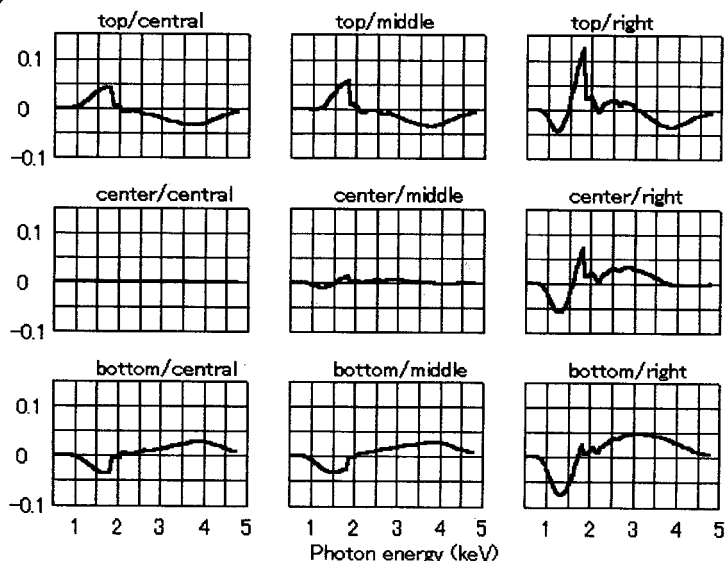 top/central top/middle top/right
0.1
0
-0.1
center/central center/middle center/right
0.1
0
-0.1
bottom/central bottom/middle bottom/right
0.1
0
-0.1
1 2 3 4 5 1 2 3 4 5 1 2 3 4 5
Photon energy (keV)